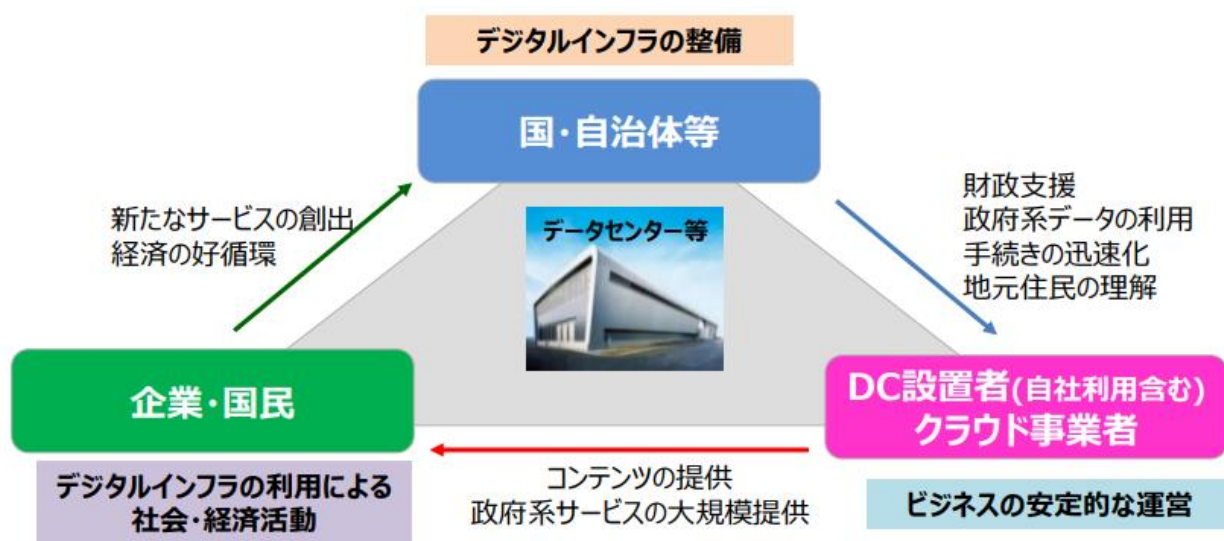 デジタルインフラの整備
国・自治体等
新たなサービスの創出
経済の好循環
データセンター等
財政支援
政府系データの利用
手続きの迅速化
地元住民の理解
企業・国民
DC設置者(自社利用含む)
クラウド事業者
デジタルインフラの利用による
社会・経済活動
コンテンツの提供
政府系サービスの大規模提供
ビジネスの安定的な運営